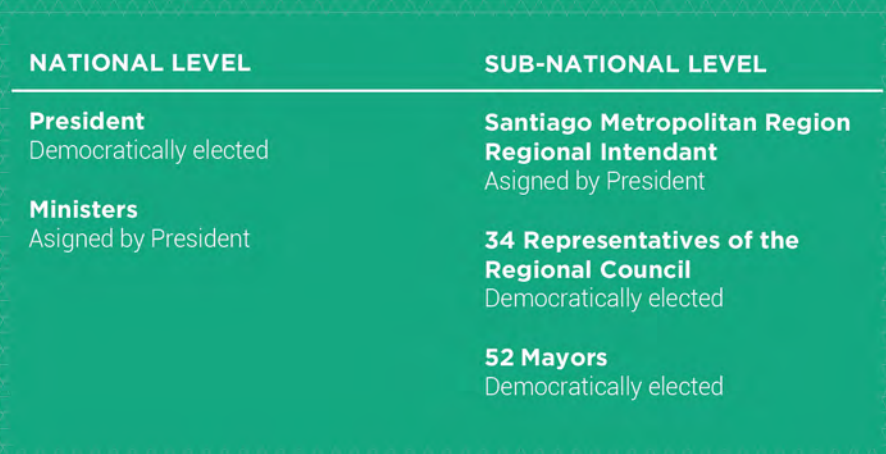 NATIONAL LEVEL
President
Democratically elected
Ministers
Asigned by President
SUB-NATIONAL LEVEL
Santiago Metropolitan Region
Regional Intendant
Asigned by President
34 Representatives of the
Regional Council
Democratically elected
52 Mayors
Democratically elected